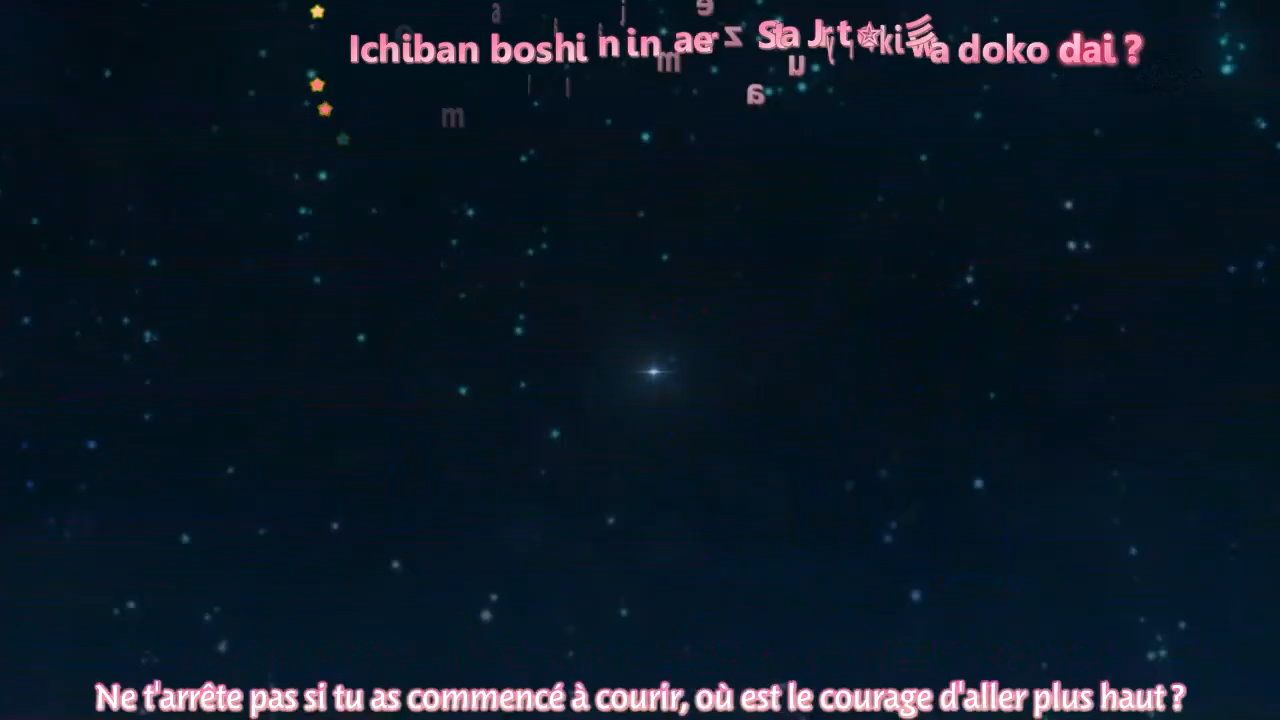 Ichiban boshi doko dai ?
Ne t'arrête pas si tu as commencé à courir, où est le courage d'aller plus haut ?